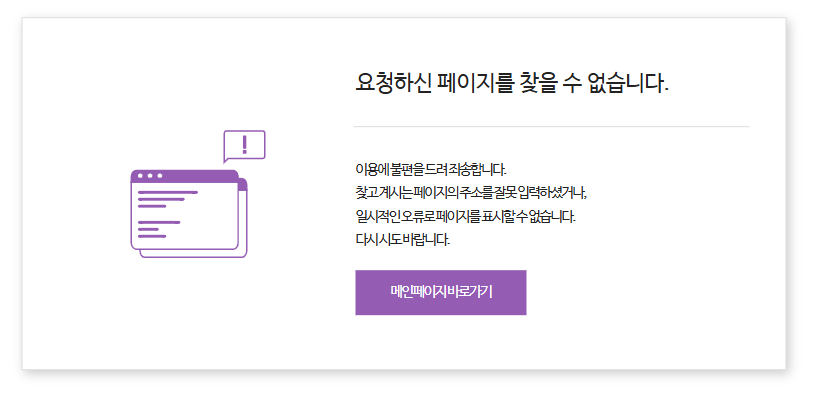 요청하신 페이지를 찾을 수 없습니다.
!
이용에 불편을 드려 죄송합니다.
찾고 계시는 페이지의 주소를 잘못 입력하셨거나,
일시적인 오류로 페이지를 표시할 수 없습니다.
다시 시도 바랍니다.
메인페이지 바로가기